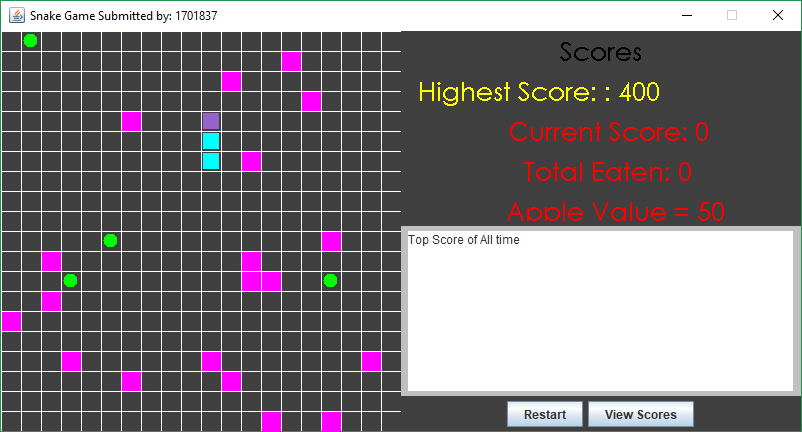 Snake Game Submitted by: 1701837
Scores
Highest Score: : 400
Current Score: 0
Total Eaten: 0
Apple Value = 50
Top Score of All time
Restart
View Scores